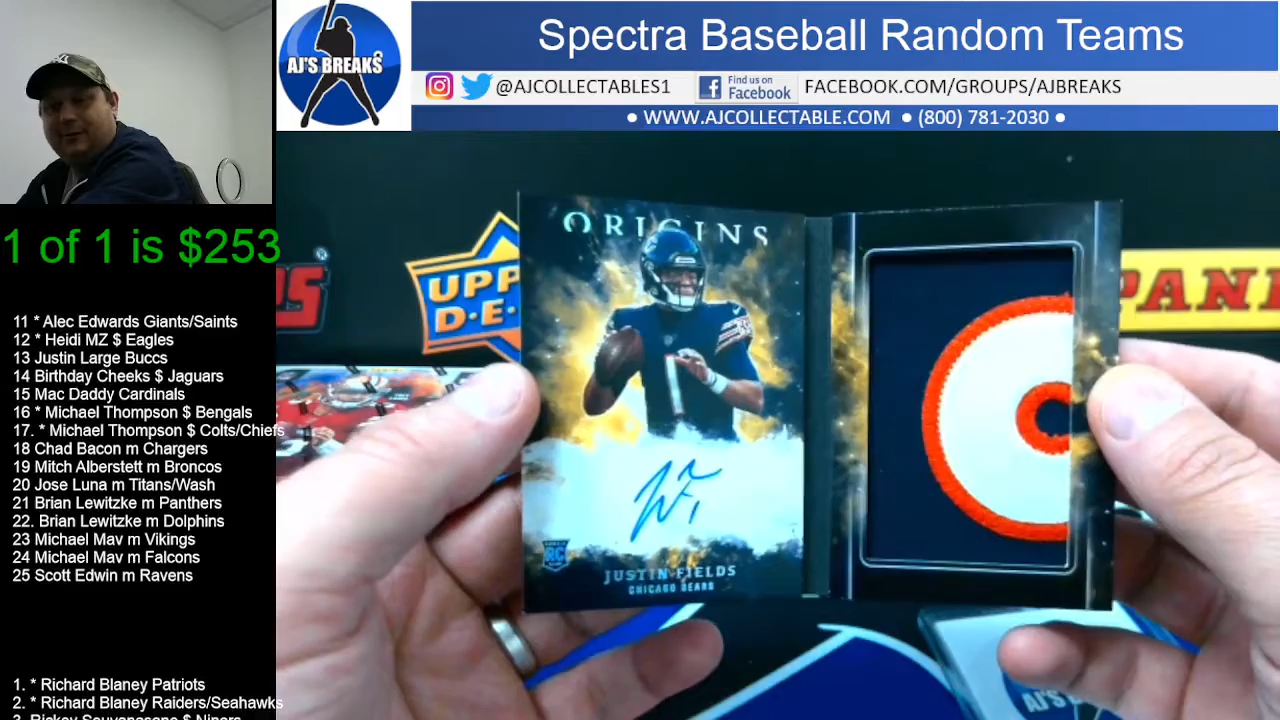 AJ'S BREAKS
Spectra Baseball Random Teams
@AJCOLLECTABLES1
Find us on
Facebook
FACEBOOK.COM/GROUPS/AJBREAKS
• WWW.AJCOLLECTABLE.COM • (800) 781-2030 •
1 of 1 is $253
11 * Alec Edwards Giants/Saints
12 * Heidi MZ $ Eagles
13 Justin Large Buccs
14 Birthday Cheeks $ Jaguars
15 Mac Daddy Cardinals
16 * Michael Thompson $ Bengals
17. * Michael Thompson $ Colts/Chiefs
18 Chad Bacon m Chargers
19 Mitch Alberstett m Broncos
20 Jose Luna m Titans/Wash
21 Brian Lewitzke m Panthers
22. Brian Lewitzke m Dolphins
23 Michael Mav m Vikings
24 Michael Mav m Falcons
25 Scott Edwin m Ravens
1. * Richard Blaney Patriots
2. * Richard Blaney Raiders/Seahawks
ORIGINS
1
RC
JUSTIN FIELDS
CHICAGO BEARS
UPP
D.E.
PANI
AJ'S